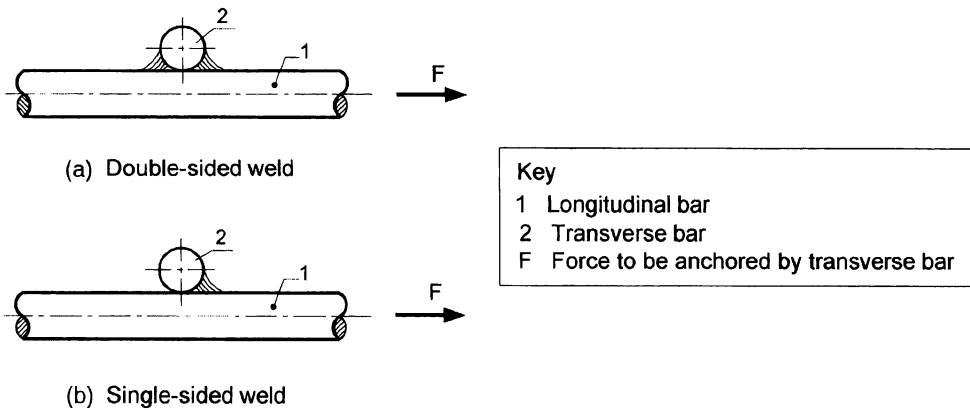 2
1
F
(a) Double-sided weld
2
1
F
(b) Single-sided weld
Key
1 Longitudinal bar
2 Transverse bar
F Force to be anchored by transverse bar